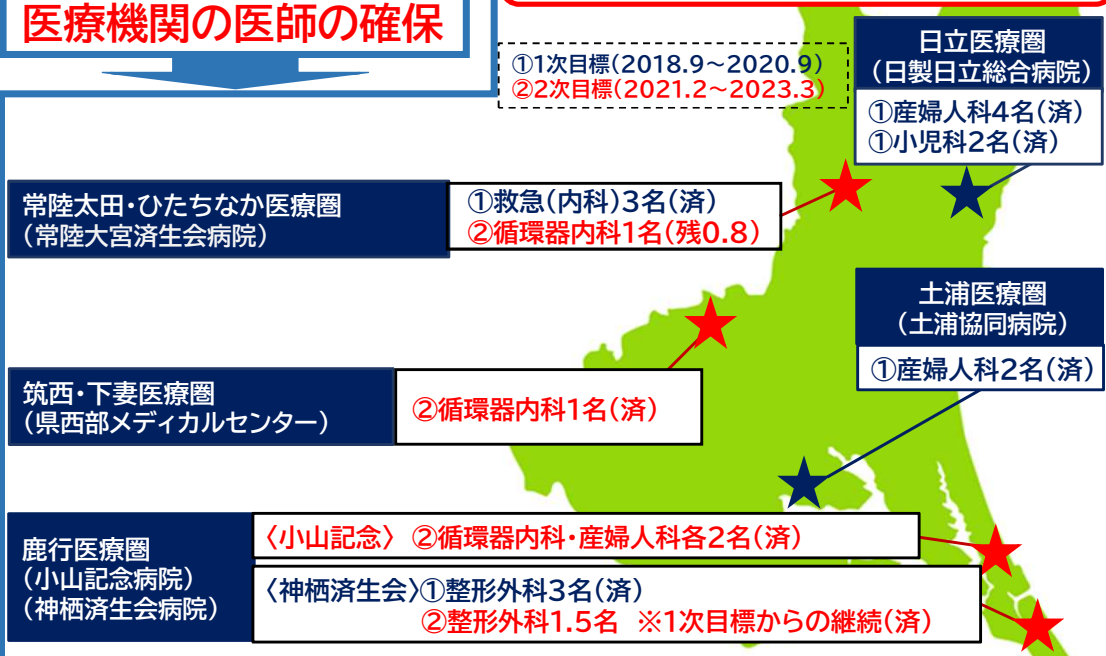 医療機関の医師の確保
①1次目標(2018.9~2020.9)
②2次目標(2021.2~2023.3)
日立医療圏
(日製日立総合病院)
①産婦人科4名(済)
①小児科2名(済)
常陸太田・ひたちなか医療圏
(常陸大宮済生会病院)
①救急(内科)3名(済)
②循環器内科1名(残0.8)
土浦医療圏
(土浦協同病院)
①産婦人科2名(済)
筑西・下妻医療圏
(県西部メディカルセンター)
②循環器内科1名(済)
鹿行医療圏
(小山記念病院)
(神栖済生会病院)
〈小山記念〉 ②循環器内科・産婦人科各2名(済)
〈神栖済生会〉①整形外科3名(済)
②整形外科1.5名 ※1次目標からの継続(済)